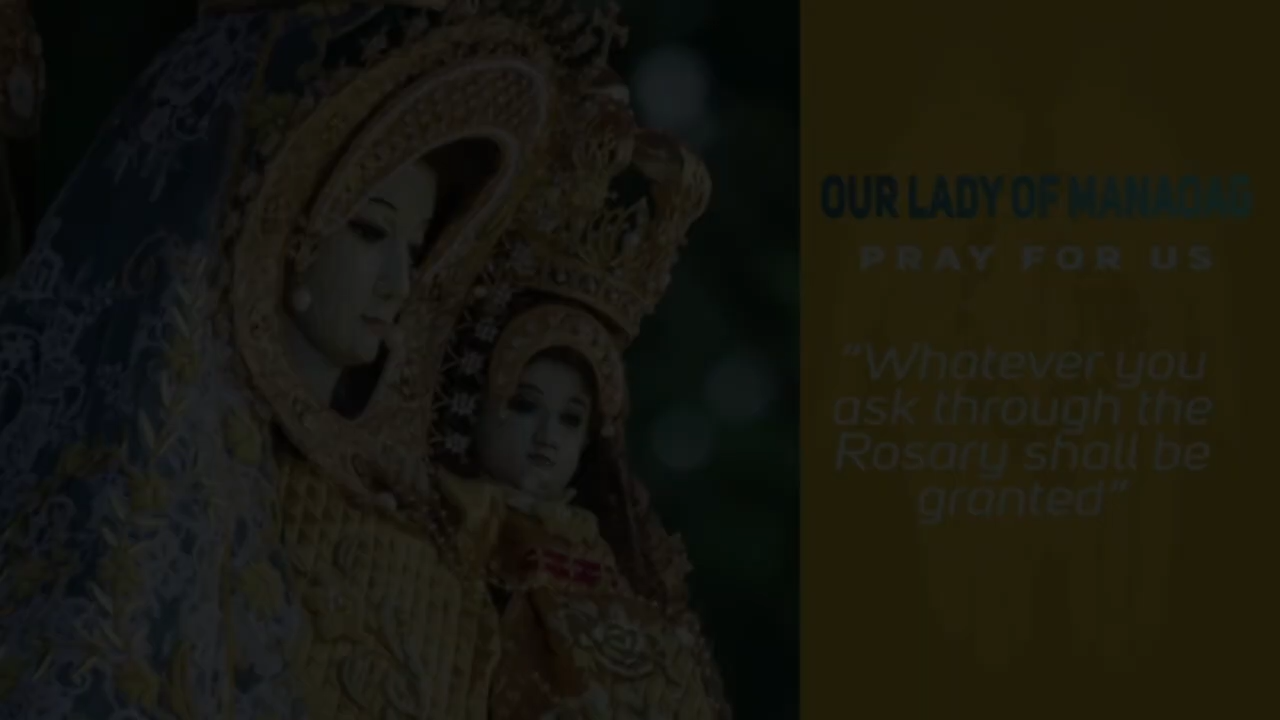 OUR LADY OF MANAOAG
PRAY FOR US
“Whatever you
ask through the
Rosary shall be
granted”